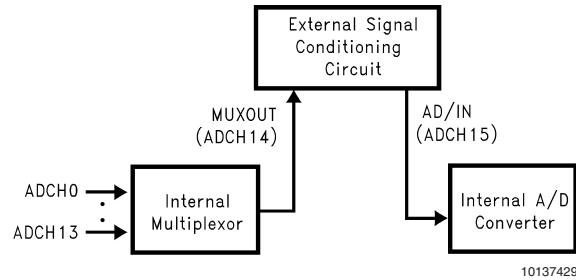 External Signal
Conditioning
Circuit
MUXOUT
(ADCH14)
AD/IN
(ADCH15)
ADCH0
ADCH13
Internal
Multiplexor
Internal A/D
Converter
10137429